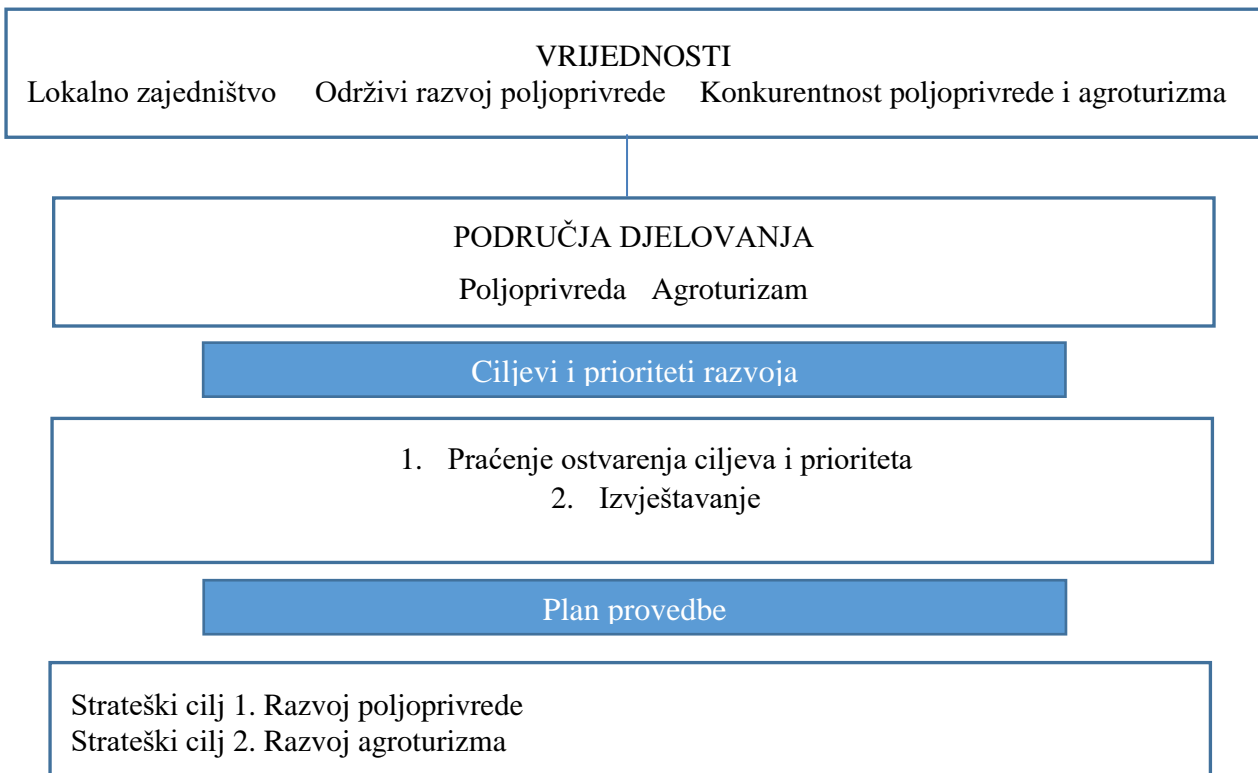 VRIJEDNOSTI
Lokalno zajedništvo Održivi razvoj poljoprivrede Konkurentnost poljoprivrede i agroturizma
PODRUČJA DJELOVANJA
Poljoprivreda Agroturizam
Ciljevi i prioriteti razvoja
1. Praćenje ostvarenja ciljeva i prioriteta
2. Izvještavanje
Plan provedbe
Strateški cilj 1. Razvoj poljoprivrede
Strateški cilj 2. Razvoj agroturizma